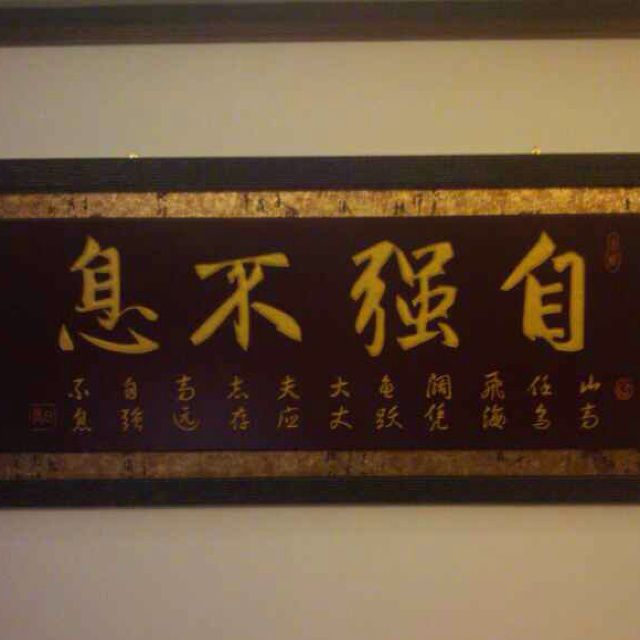 自强不息
山高
任鸟
飞海
阔凭
鱼跃
大丈
夫应
志存
高远
自强
不息